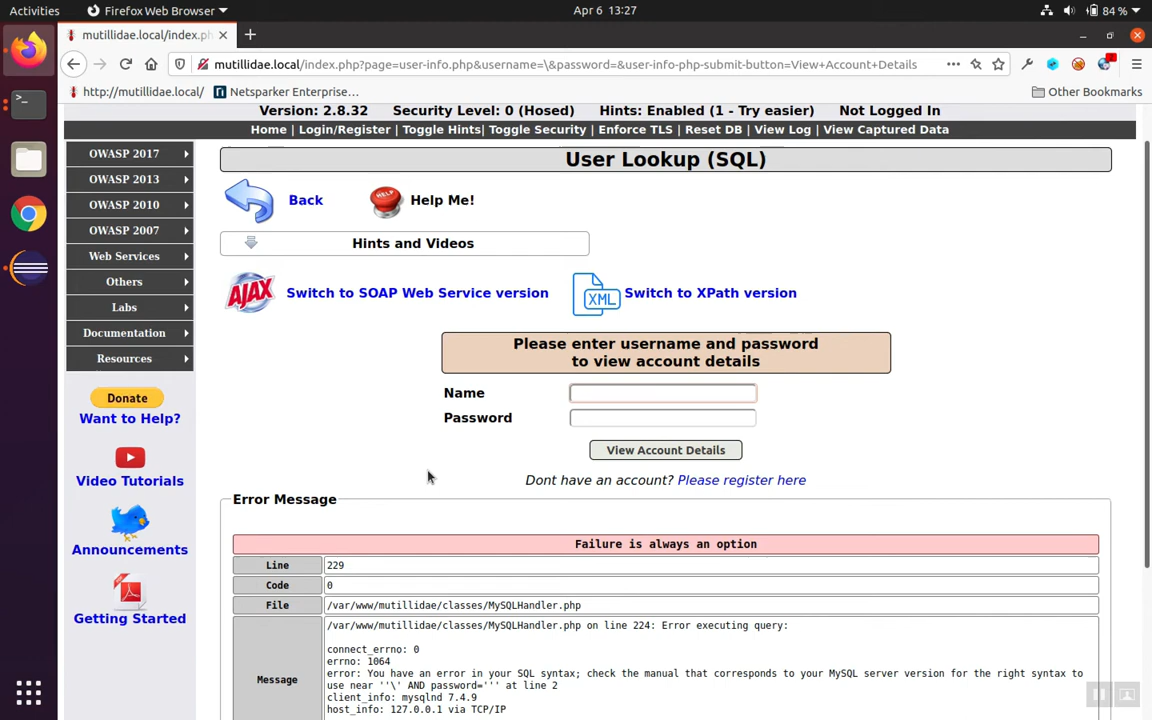 Activities
Firefox Web Browser
Apr 6 13:27
84 %
mutillidae.local/index.ph
mutillidae.local/index.php?page=user-info.php&username=\&password=&user-info-php-submit-button=View+Account+Details
http://mutillidae.local/
Netsparker Enterprise…
Other Bookmarks
Version: 2.8.32
Security Level: 0 (Hosed)
Hints: Enabled (1 - Try easier)
Not Logged In
Home | Login/Register | Toggle Hints| Toggle Security | Enforce TLS | Reset DB | View Log | View Captured Data
OWASP 2017
OWASP 2013
OWASP 2010
OWASP 2007
Web Services
Others
Labs
Documentation
Resources
Donate
Want to Help?
Video Tutorials
Announcements
Getting Started
User Lookup (SQL)
Back
HELP
Help Me!
Hints and Videos
AJAX
Switch to SOAP Web Service version
XML
Switch to XPath version
Please enter username and password
to view account details
Name
Password
View Account Details
Dont have an account? Please register here
Error Message
Failure is always an option
Line
229
Code
0
File
/var/www/mutillidae/classes/MySQLHandler.php
Message
/var/www/mutillidae/classes/MySQLHandler.php on line 224: Error executing query:
connect_errno: 0
errno: 1064
error: You have an error in your SQL syntax; check the manual that corresponds to your MySQL server version for the right syntax to
use near ''\' AND password=''' at line 2
client_info: mysqlnd 7.4.9
host_info: 127.0.0.1 via TCP/IP